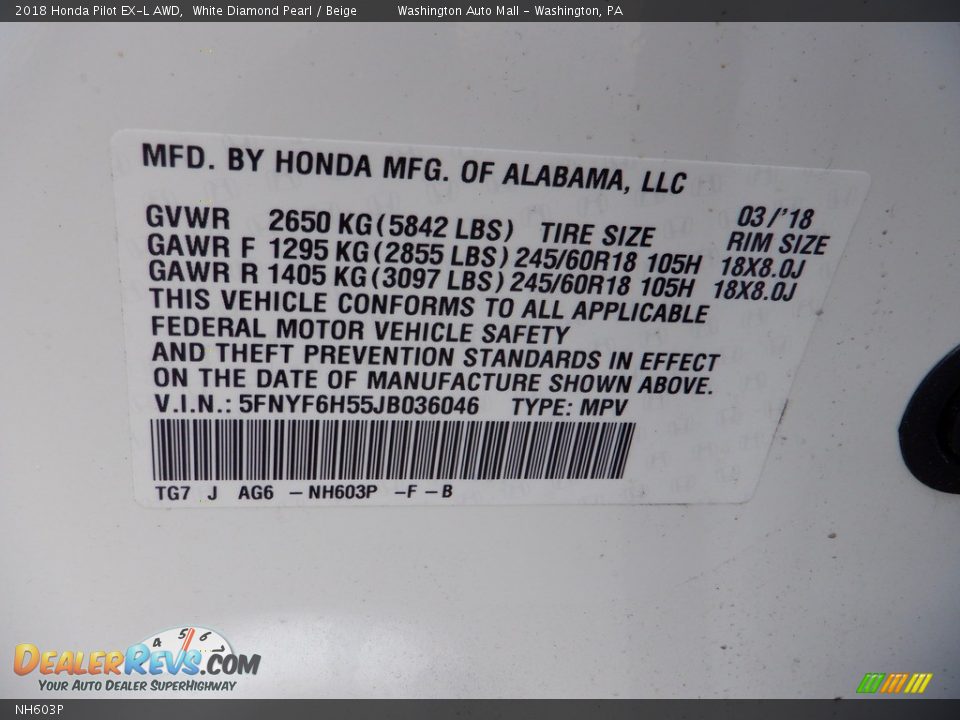 2018 Honda Pilot EX-L AWD, White Diamond Pearl / Beige Washington Auto Mall - Washington, PA
MFD. BY HONDA MFG. OF ALABAMA, LLC
03/'18
GVWR 2650 KG (5842 LBS) TIRE SIZE RIM SIZE
GAWR F 1295 KG (2855 LBS) 245/60R18 105H 18X8.0J
GAWR R 1405 KG (3097 LBS) 245/60R18 105H 18X8.0J
THIS VEHICLE CONFORMS TO ALL APPLICABLE
FEDERAL MOTOR VEHICLE SAFETY
AND THEFT PREVENTION STANDARDS IN EFFECT
ON THE DATE OF MANUFACTURE SHOWN ABOVE.
V.I.N.: 5FNYF6H55JB036046 TYPE: MPV
TG7 J AG6 - NH603P - F - B
4 5 6 7
DEALERREVS.COM
YOUR AUTO DEALER SUPERHIGHWAY
NH603P